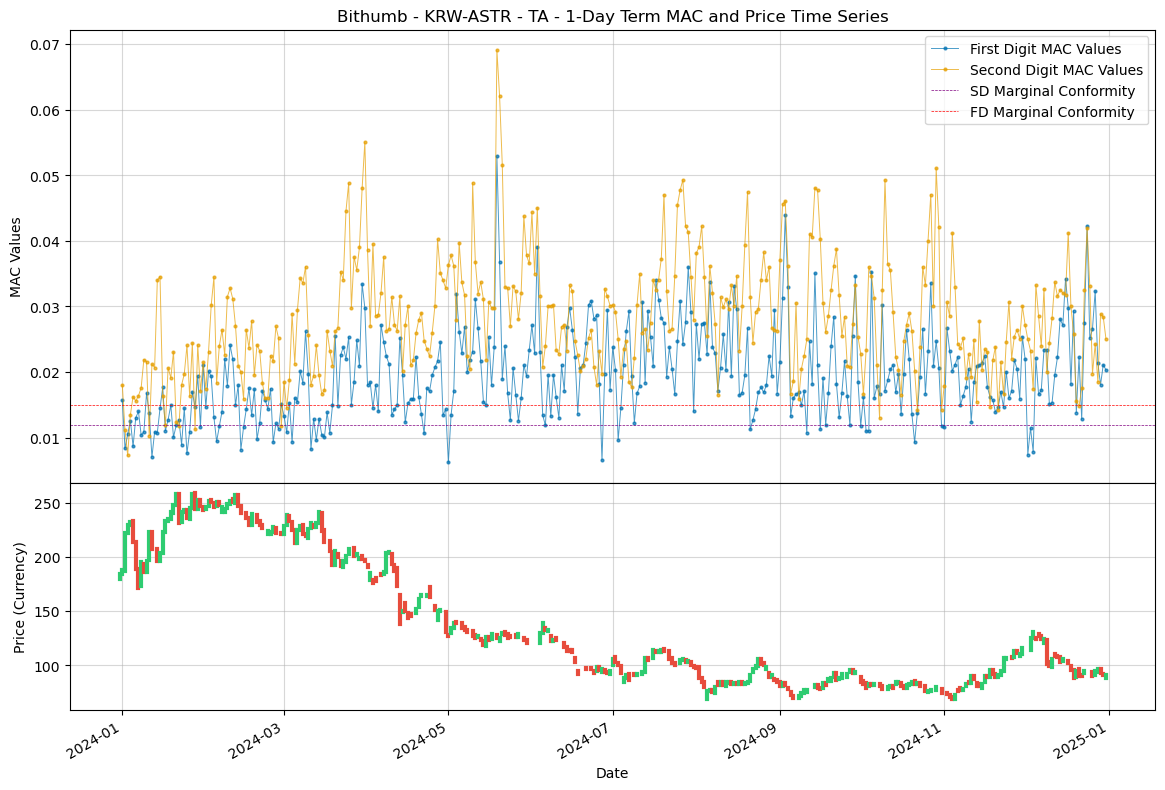 Bithumb - KRW-ASTR - TA - 1-Day Term MAC and Price Time Series
First Digit MAC Values
Second Digit MAC Values
SD Marginal Conformity
FD Marginal Conformity
MAC Values
0.07
0.06
0.05
0.04
0.03
0.02
0.01
Price (Currency)
250
200
150
100
2024-01
2024-03
2024-05
2024-07
2024-09
2024-11
2025-01
Date